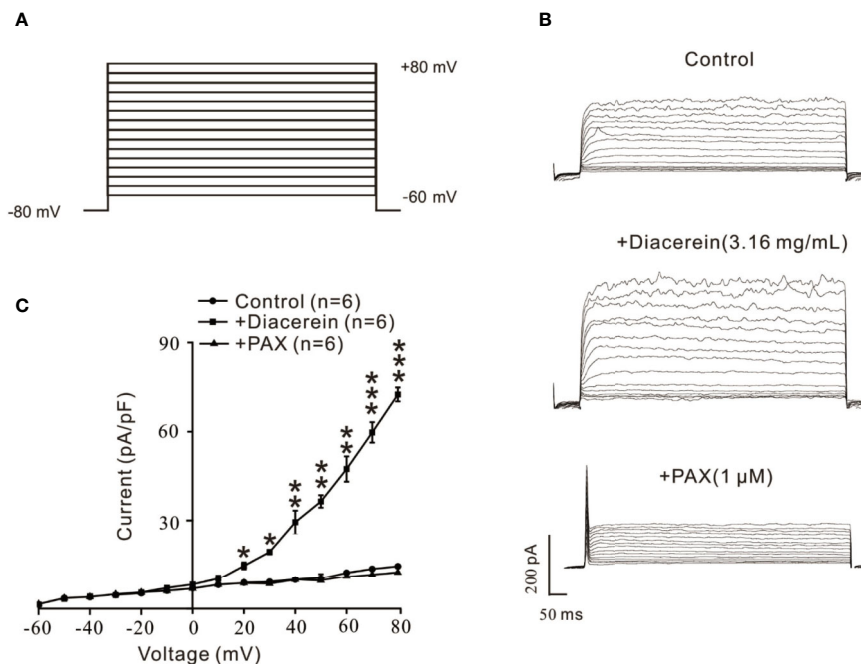 A
+80 mV
-60 mV
-80 mV
B
Control
+Diacerein(3.16 mg/mL)
+PAX(1 μM)
200 pA
50 ms
C
Control (n=6)
+Diacerein (n=6)
+PAX (n=6)
Current (pA/pF)
90
60
30
*
*
**
**
**
***
***
-60 -40 -20 0 20 40 60 80
Voltage (mV)